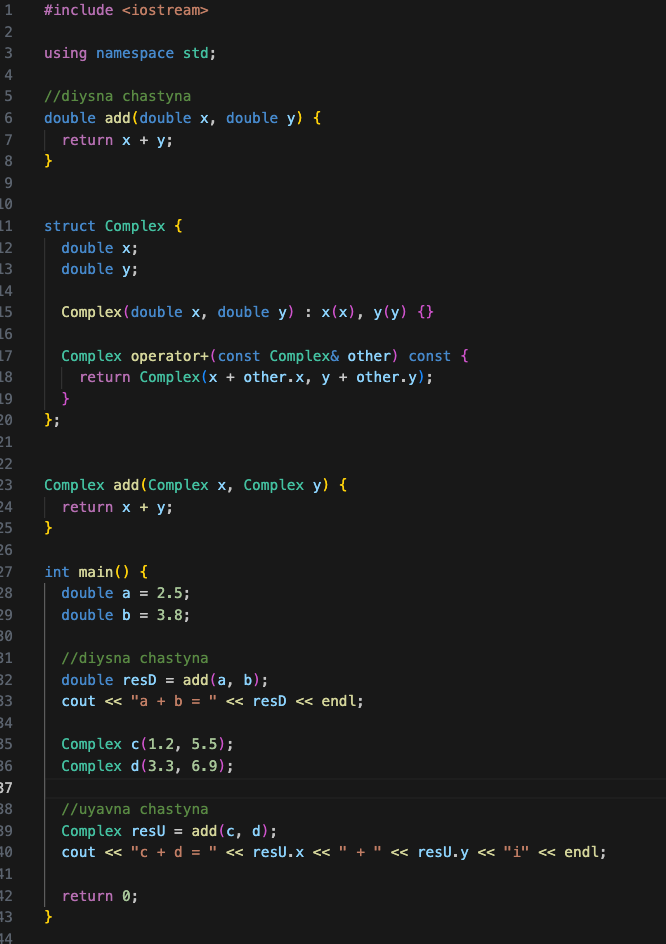 1 #include <iostream>
2
3 using namespace std;
4
5 //diysna chastyna
6 double add(double x, double y) {
7 return x + y;
8 }
9
10
11 struct Complex {
12 double x;
13 double y;
14
15 Complex(double x, double y) : x(x), y(y) {}
16
17 Complex operator+(const Complex& other) const {
18 return Complex(x + other.x, y + other.y);
19 }
20 };
21
22
23 Complex add(Complex x, Complex y) {
24 return x + y;
25 }
26
27 int main() {
28 double a = 2.5;
29 double b = 3.8;
30
31 //diysna chastyna
32 double resD = add(a, b);
33 cout << "a + b = " << resD << endl;
34
35 Complex c(1.2, 5.5);
36 Complex d(3.3, 6.9);
37
38 //uyavna chastyna
39 Complex resU = add(c, d);
40 cout << "c + d = " << resU.x << " + " << resU.y << "i" << endl;
41
42 return 0;
43 }
44